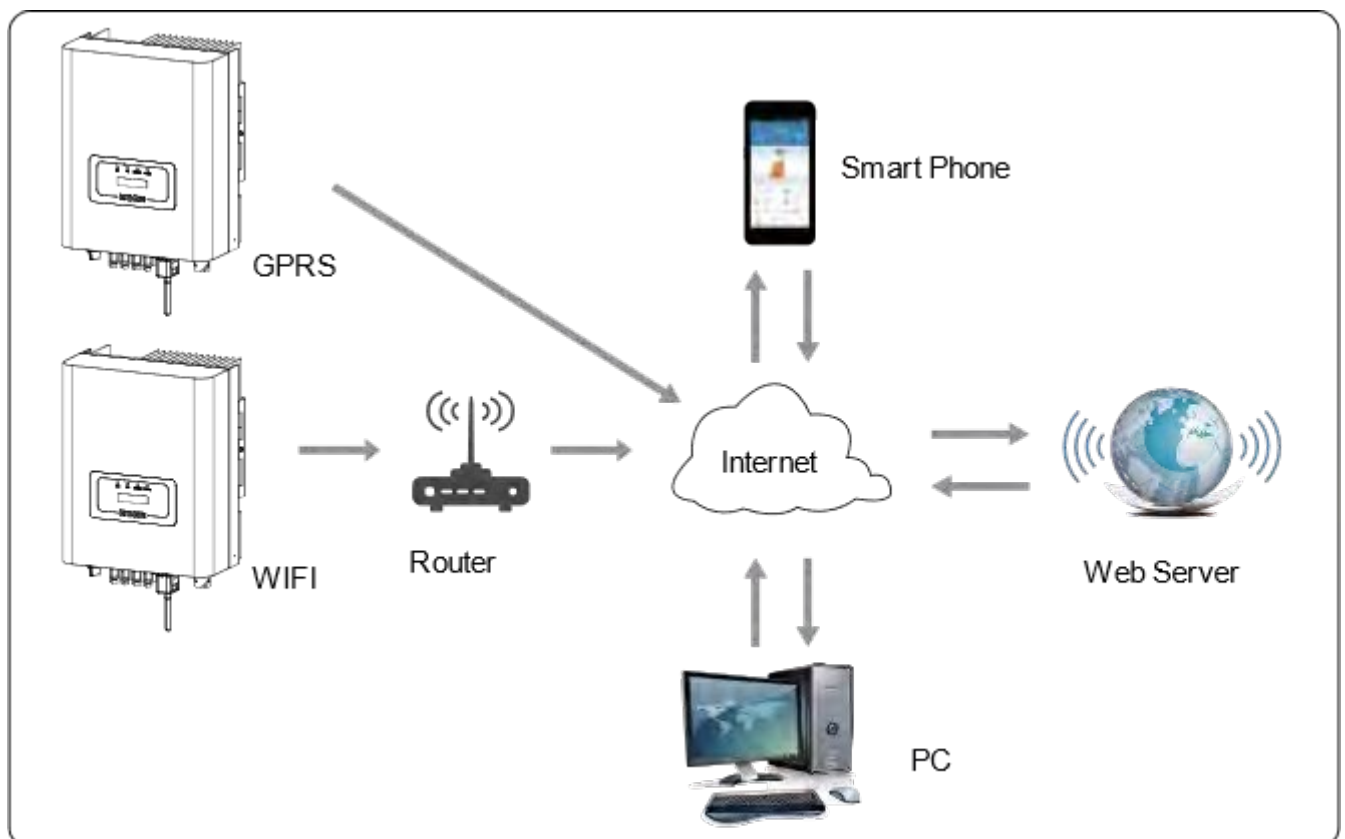 GPRS
Smart Phone
Internet
WIFI
Router
Web Server
PC